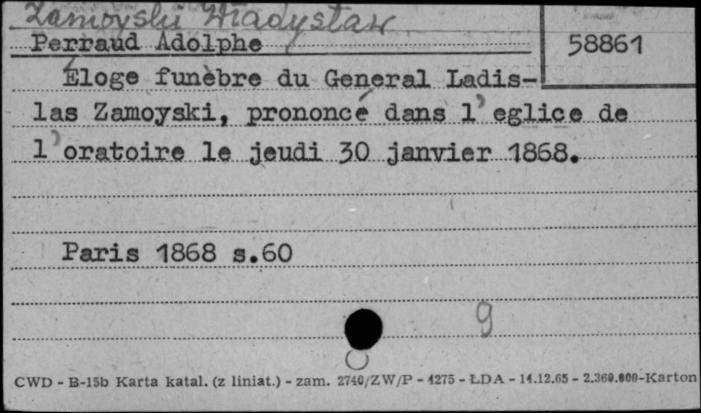 Zamoyski Władysław
Perraud Adolphe
58861
Éloge funèbre du General Ladis-
las Zamoyski, prononcé dans l'eglice de
l'oratoire le jeudi 30 janvier 1868.
Paris 1868 s.60
9
CWD - B-15b Karta katal. (z liniat.) - zam. 2740/ZW/P - 4275 - ŁDA - 14.12.65 - 2.360.000-Karton